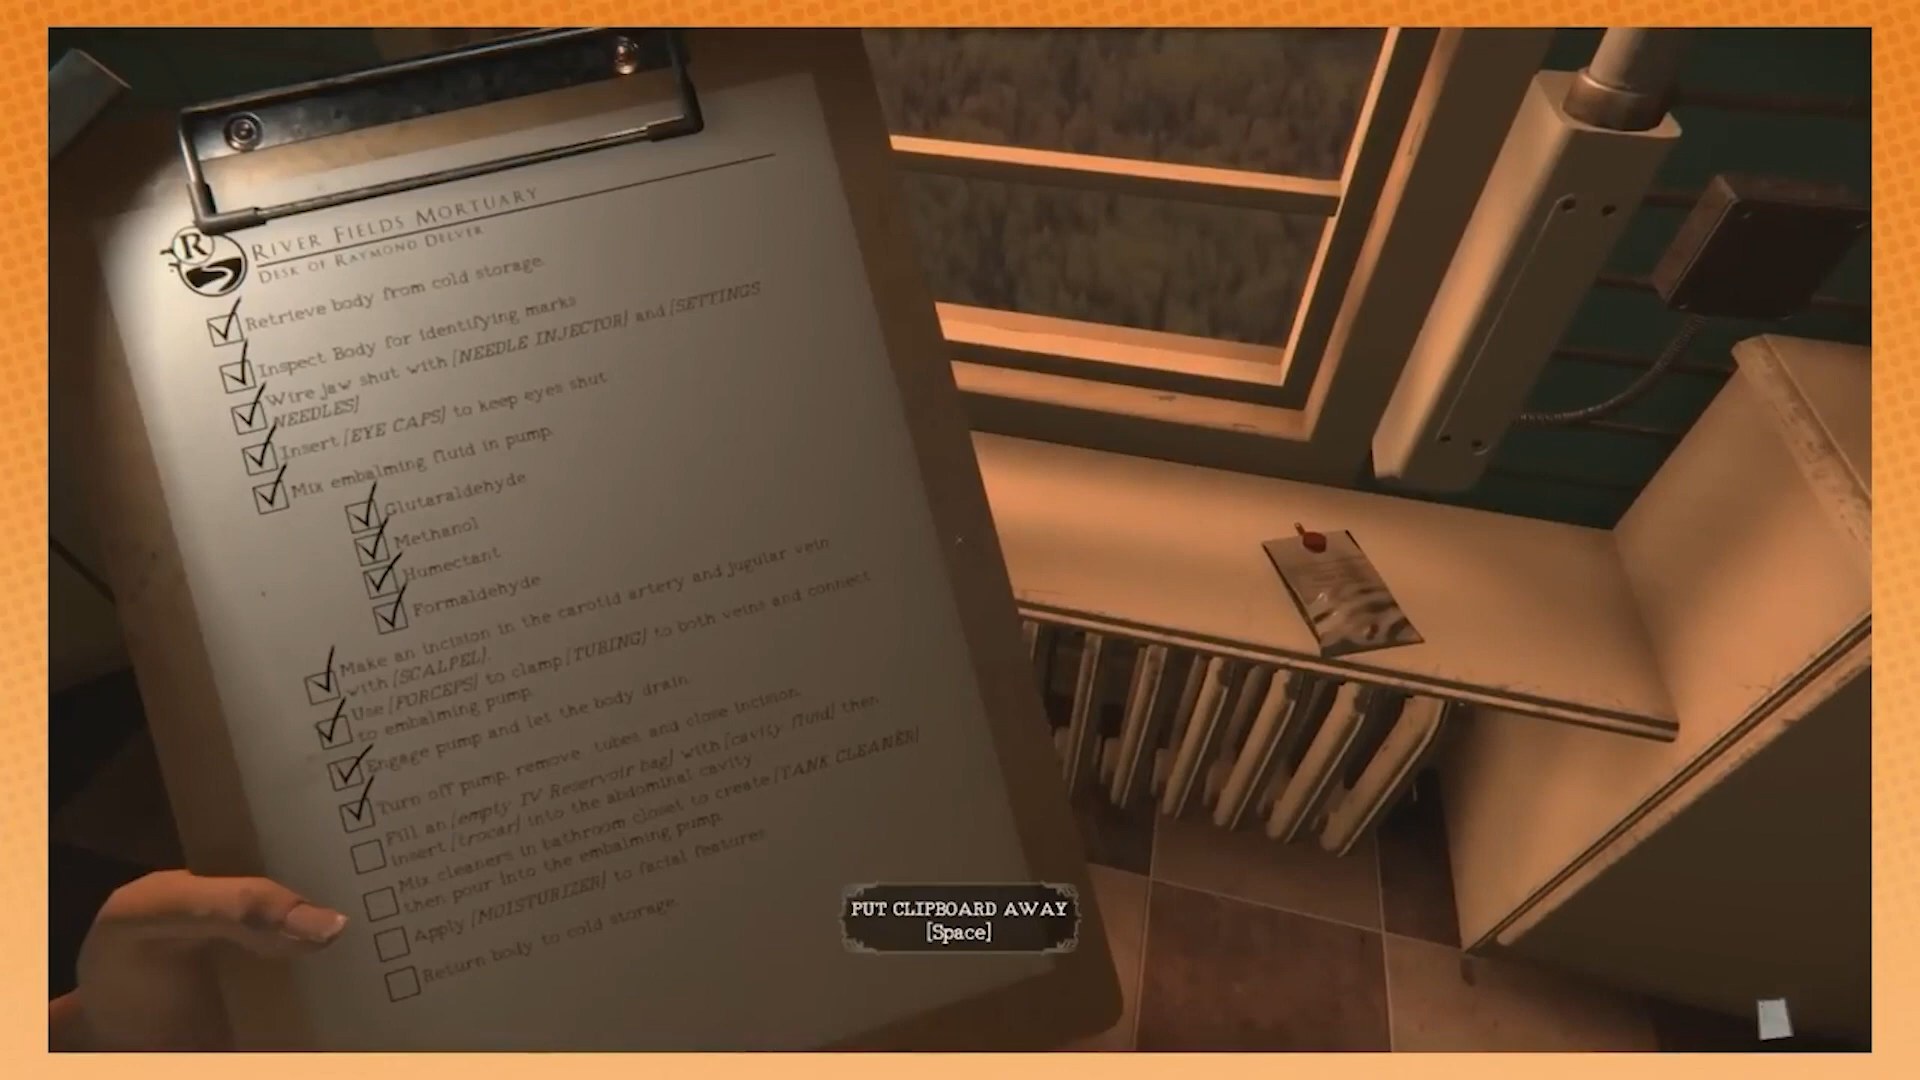 R
RIVER FIELDS MORTUARY
DESK OF RAYMOND DELVER
Retrieve body from cold storage.
Inspect Body for identifying marks
Wire jaw shut with [NEEDLE INJECTOR] and [SETTINGS
NEEDLES]
Insert [EYE CAPS] to keep eyes shut
Mix embalming fluid in pump.
Glutaraldehyde
Methanol
Humectant
Formaldehyde
Make an incision in the carotid artery and jugular vein
with [SCALPEL].
Use [FORCEPS] to clamp [TUBING] to both veins and connect
to embalming pump.
Engage pump and let the body drain.
Turn off pump, remove tubes and close incision.
Fill an [empty IV Reservoir bag] with [cavity fluid] then
insert [trocar] into the abdominal cavity
Mix cleaners in bathroom closet to create [TANK CLEANER]
then pour into the embalming pump.
Apply [MOISTURIZER] to facial features
Return body to cold storage.
PUT CLIPBOARD AWAY
[Space]